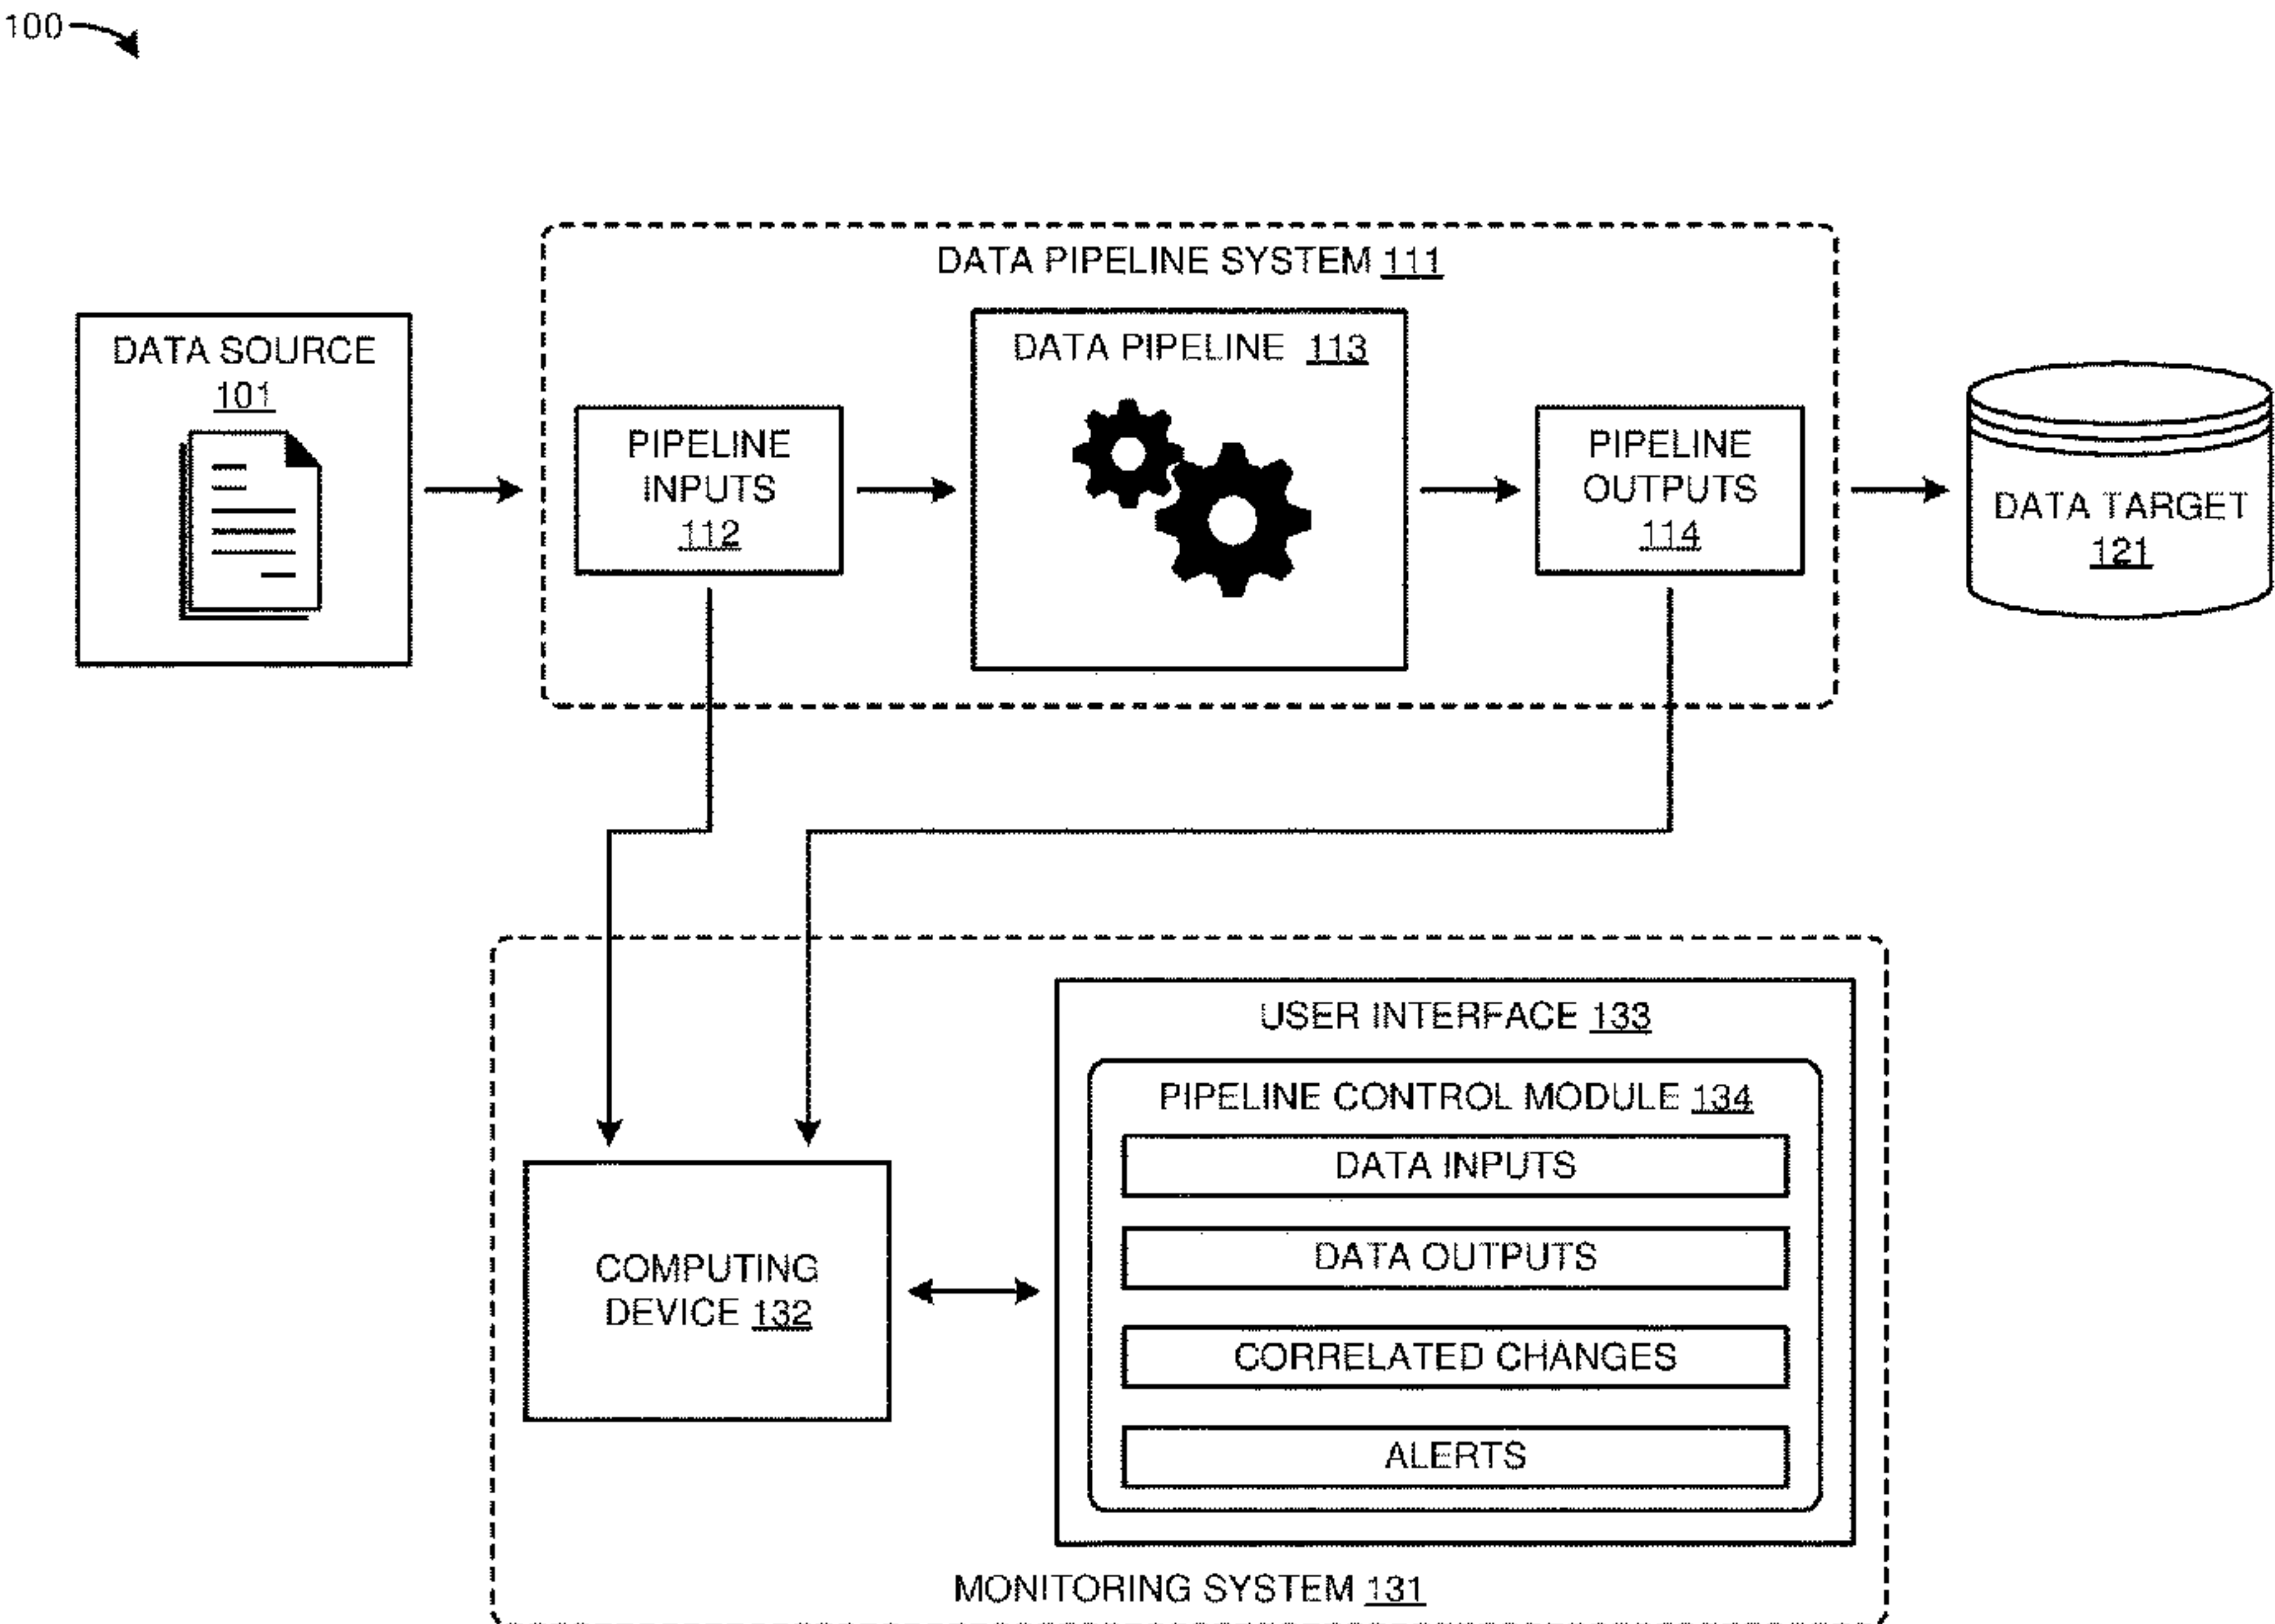 100
DATA PIPELINE SYSTEM 111
DATA SOURCE
101
DATA PIPELINE 113
PIPELINE
INPUTS
112
PIPELINE
OUTPUTS
114
DATA TARGET
121
USER INTERFACE 133
PIPELINE CONTROL MODULE 134
DATA INPUTS
DATA OUTPUTS
CORRELATED CHANGES
ALERTS
COMPUTING
DEVICE 132
MONITORING SYSTEM 131